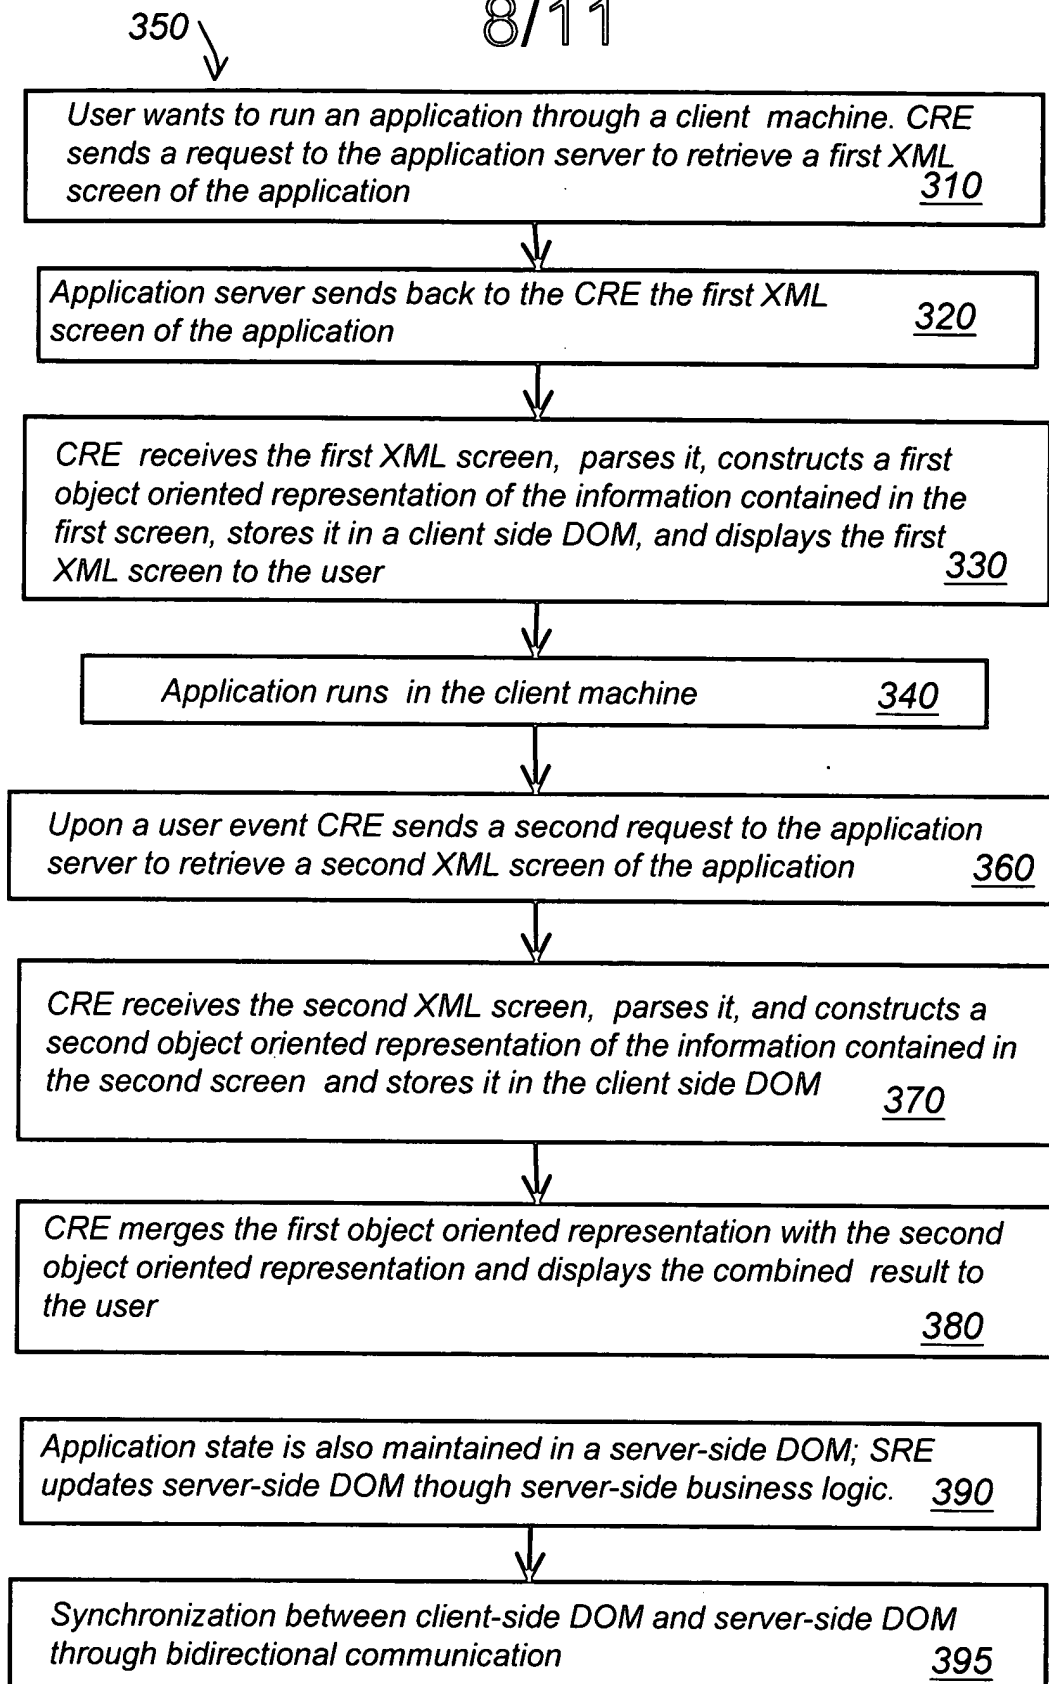 8/11
350
User wants to run an application through a client machine. CRE
sends a request to the application server to retrieve a first XML
screen of the application
310
Application server sends back to the CRE the first XML
screen of the application
320
CRE receives the first XML screen, parses it, constructs a first
object oriented representation of the information contained in the
first screen, stores it in a client side DOM, and displays the first
XML screen to the user
330
Application runs in the client machine
340
Upon a user event CRE sends a second request to the application
server to retrieve a second XML screen of the application
360
CRE receives the second XML screen, parses it, and constructs a
second object oriented representation of the information contained in
the second screen and stores it in the client side DOM
370
CRE merges the first object oriented representation with the second
object oriented representation and displays the combined result to
the user
380
Application state is also maintained in a server-side DOM; SRE
updates server-side DOM though server-side business logic.
390
Synchronization between client-side DOM and server-side DOM
through bidirectional communication
395